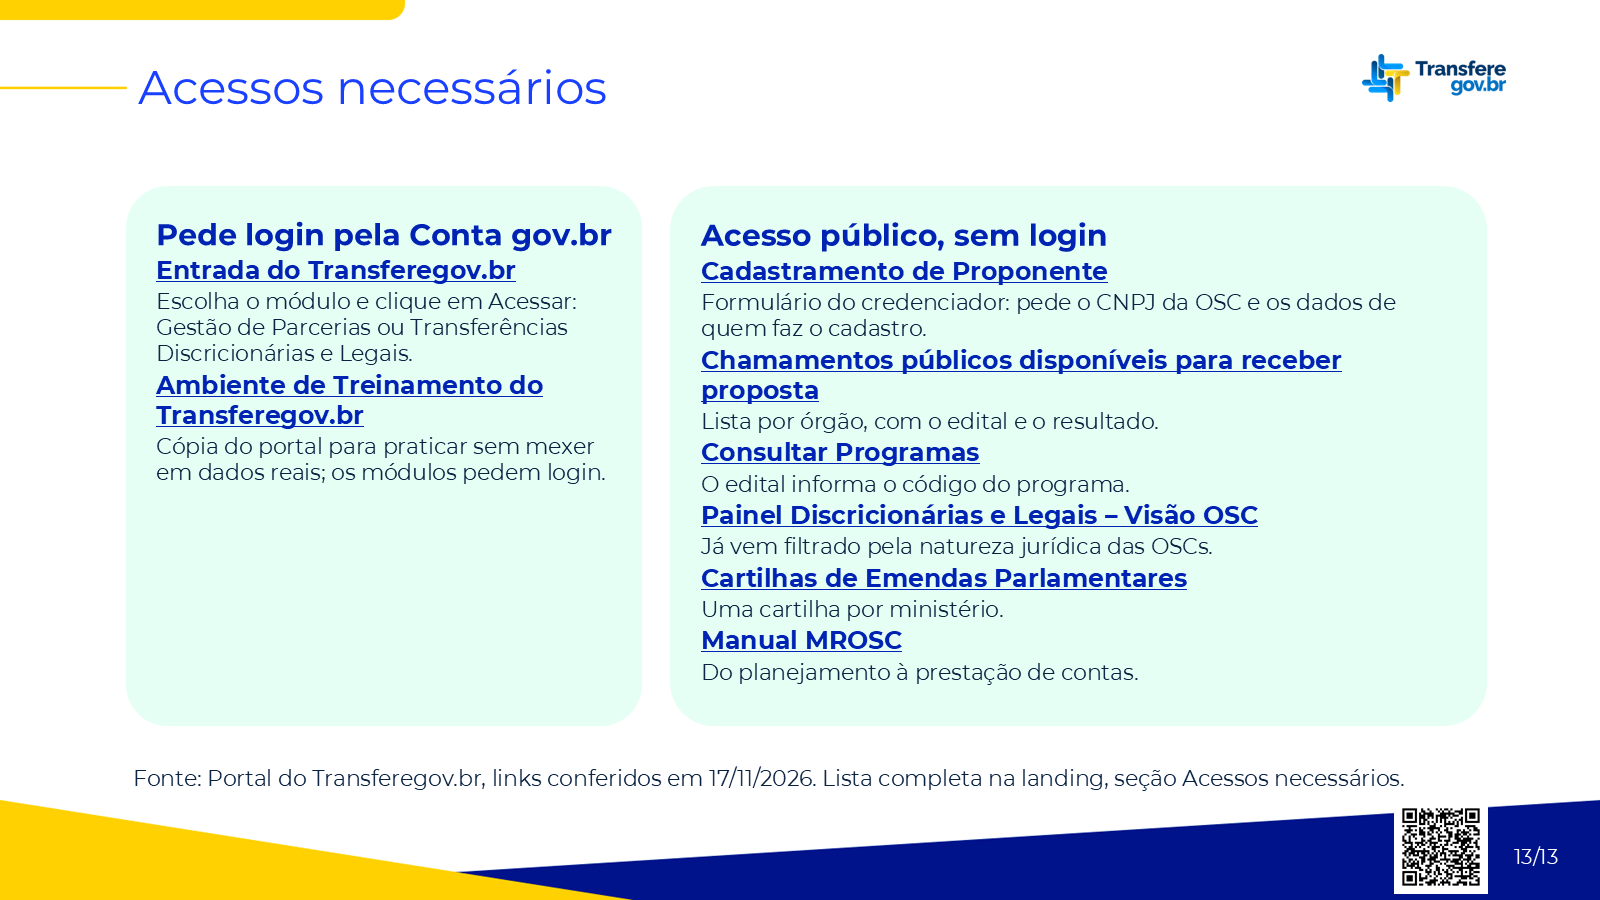 Acessos necessários
Transfere
gov.br
Pede login pela Conta gov.br
Entrada do Transferegov.br
Escolha o módulo e clique em Acessar:
Gestão de Parcerias ou Transferências
Discricionárias e Legais.
Ambiente de Treinamento do
Transferegov.br
Cópia do portal para praticar sem mexer
em dados reais; os módulos pedem login.
Acesso público, sem login
Cadastramento de Proponente
Formulário do credenciador: pede o CNPJ da OSC e os dados de
quem faz o cadastro.
Chamamentos públicos disponíveis para receber
proposta
Lista por órgão, com o edital e o resultado.
Consultar Programas
O edital informa o código do programa.
Painel Discricionárias e Legais – Visão OSC
Já vem filtrado pela natureza jurídica das OSCs.
Cartilhas de Emendas Parlamentares
Uma cartilha por ministério.
Manual MROSC
Do planejamento à prestação de contas.
Fonte: Portal do Transferegov.br, links conferidos em 17/11/2026. Lista completa na landing, seção Acessos necessários.
13/13